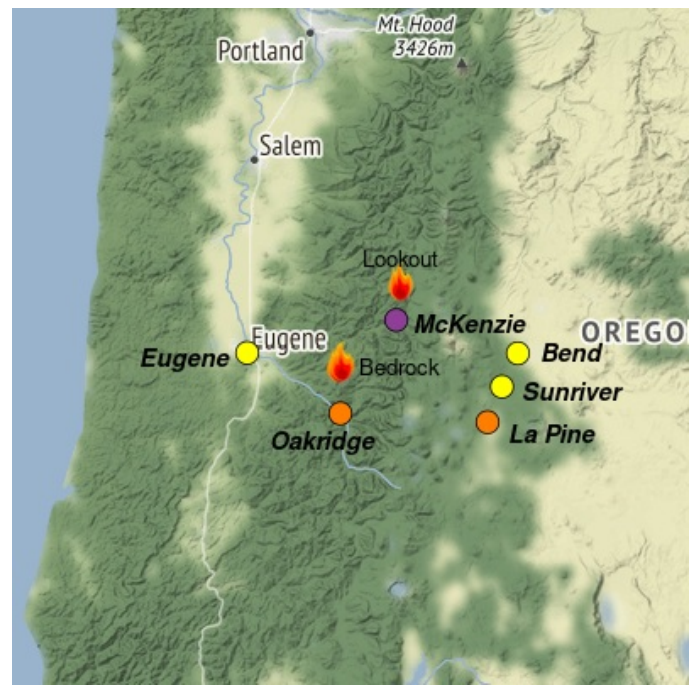 Mt. Hood
3426m
Portland
Salem
Lookout
McKenzie
Eugene
OREGO
Eugene
Bend
Bedrock
Sunriver
Oakridge
La Pine